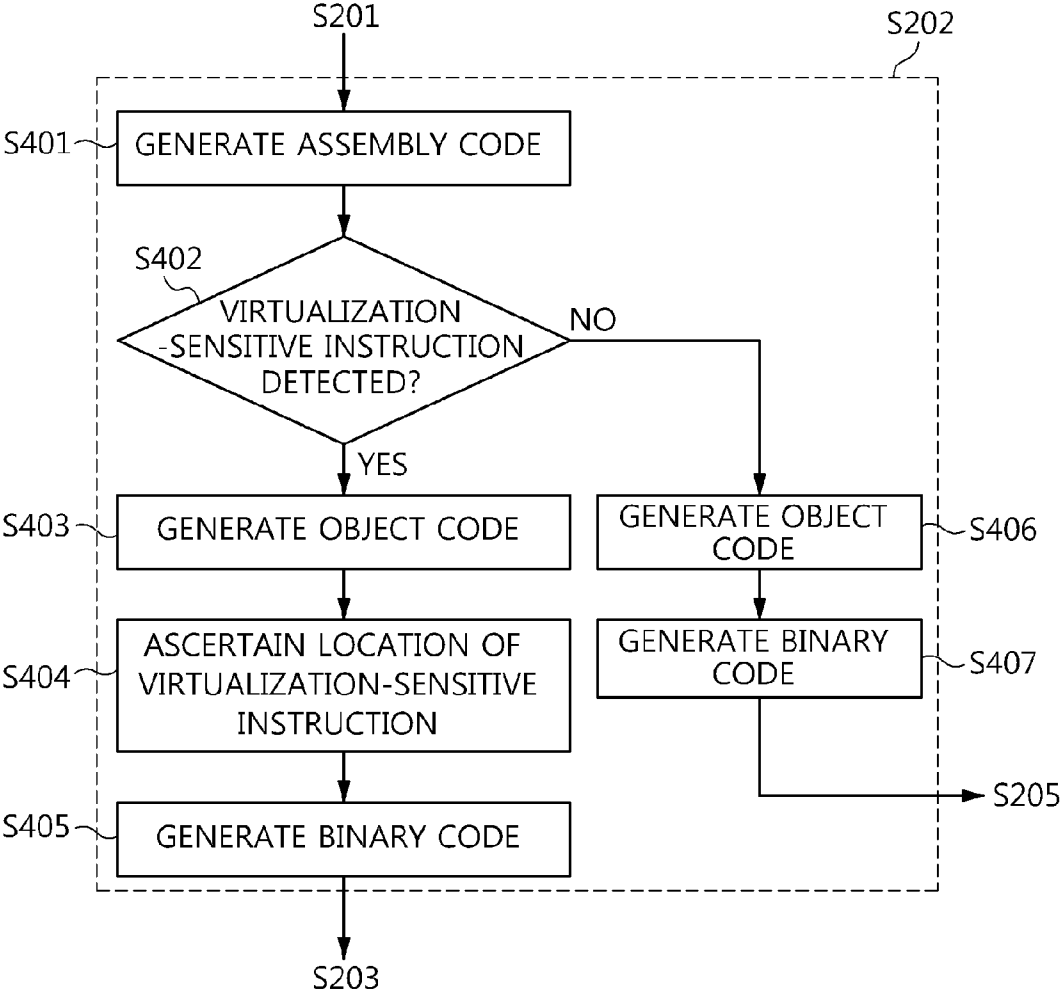 S201
S202
S401
GENERATE ASSEMBLY CODE
S402
VIRTUALIZATION
-SENSITIVE INSTRUCTION
DETECTED?
NO
YES
S403
GENERATE OBJECT CODE
GENERATE OBJECT
CODE
S406
S404
ASCERTAIN LOCATION OF
VIRTUALIZATION-SENSITIVE
INSTRUCTION
GENERATE BINARY
CODE
S407
S205
S405
GENERATE BINARY CODE
S203